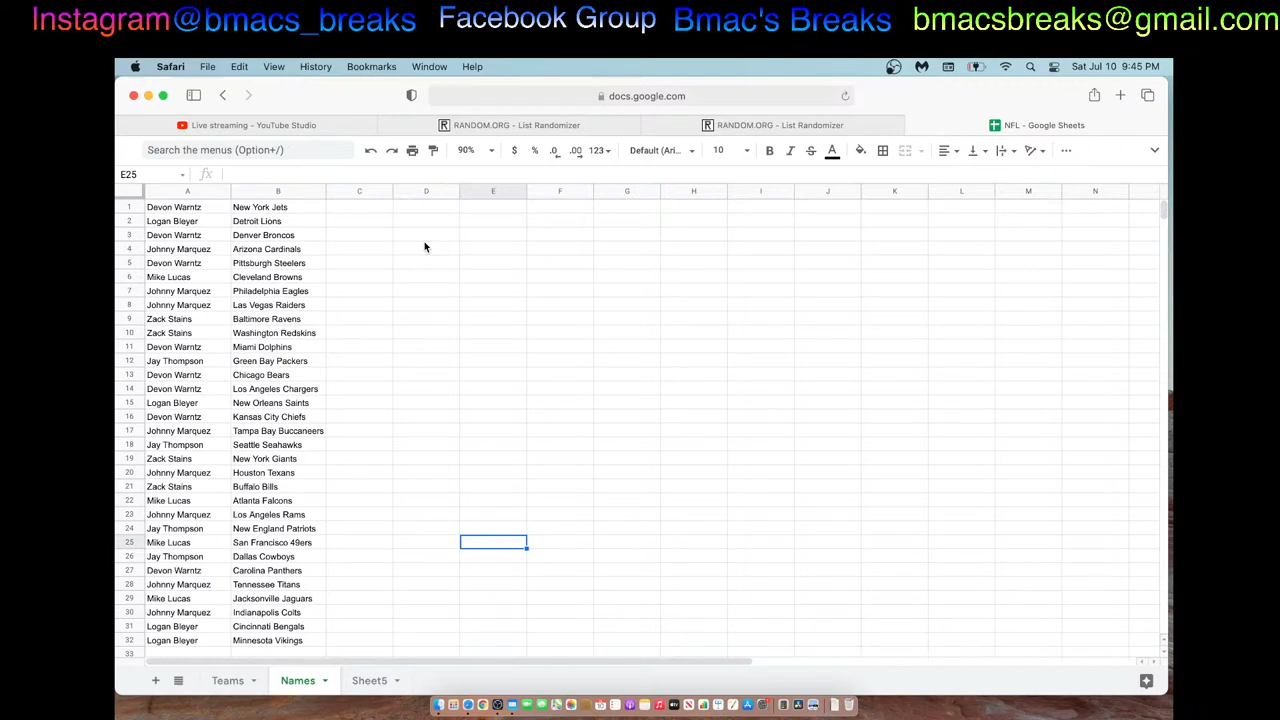 Instagram@bmacs_breaks Facebook Group Bmac's Breaks bmacsbreaks@gmail.com
Safari File Edit View History Bookmarks Window Help Sat Jul 10 9:45 PM
docs.google.com
Live streaming - YouTube Studio RANDOM.ORG - List Randomizer RANDOM.ORG - List Randomizer NFL - Google Sheets
Search the menus (Option+/) 90% $ % .0 .00 123 Default (Ari... 10 B I S A
E25 fx
A B C D E F G H I J K L M N
1 Devon Warntz New York Jets
2 Logan Bleyer Detroit Lions
3 Devon Warntz Denver Broncos
4 Johnny Marquez Arizona Cardinals
5 Devon Warntz Pittsburgh Steelers
6 Mike Lucas Cleveland Browns
7 Johnny Marquez Philadelphia Eagles
8 Johnny Marquez Las Vegas Raiders
9 Zack Stains Baltimore Ravens
10 Zack Stains Washington Redskins
11 Devon Warntz Miami Dolphins
12 Jay Thompson Green Bay Packers
13 Devon Warntz Chicago Bears
14 Devon Warntz Los Angeles Chargers
15 Logan Bleyer New Orleans Saints
16 Devon Warntz Kansas City Chiefs
17 Johnny Marquez Tampa Bay Buccaneers
18 Jay Thompson Seattle Seahawks
19 Zack Stains New York Giants
20 Johnny Marquez Houston Texans
21 Zack Stains Buffalo Bills
22 Mike Lucas Atlanta Falcons
23 Johnny Marquez Los Angeles Rams
24 Jay Thompson New England Patriots
25 Mike Lucas San Francisco 49ers
26 Jay Thompson Dallas Cowboys
27 Devon Warntz Carolina Panthers
28 Johnny Marquez Tennessee Titans
29 Mike Lucas Jacksonville Jaguars
30 Johnny Marquez Indianapolis Colts
31 Logan Bleyer Cincinnati Bengals
32 Logan Bleyer Minnesota Vikings
33
Teams Names Sheet5